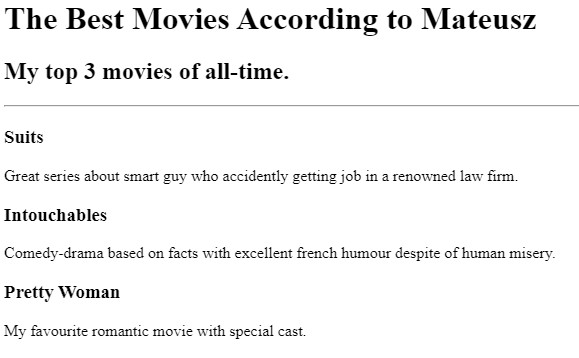 The Best Movies According to Mateusz
My top 3 movies of all-time.
Suits
Great series about smart guy who accidently getting job in a renowned law firm.
Intouchables
Comedy-drama based on facts with excellent french humour despite of human misery.
Pretty Woman
My favourite romantic movie with special cast.